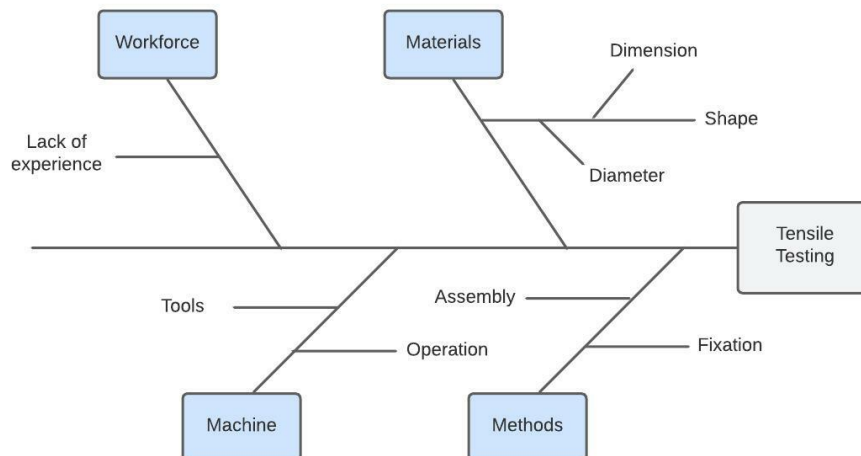 Workforce
Materials
Dimension
Shape
Lack of
experience
Diameter
Tensile
Testing
Tools
Assembly
Operation
Fixation
Machine
Methods